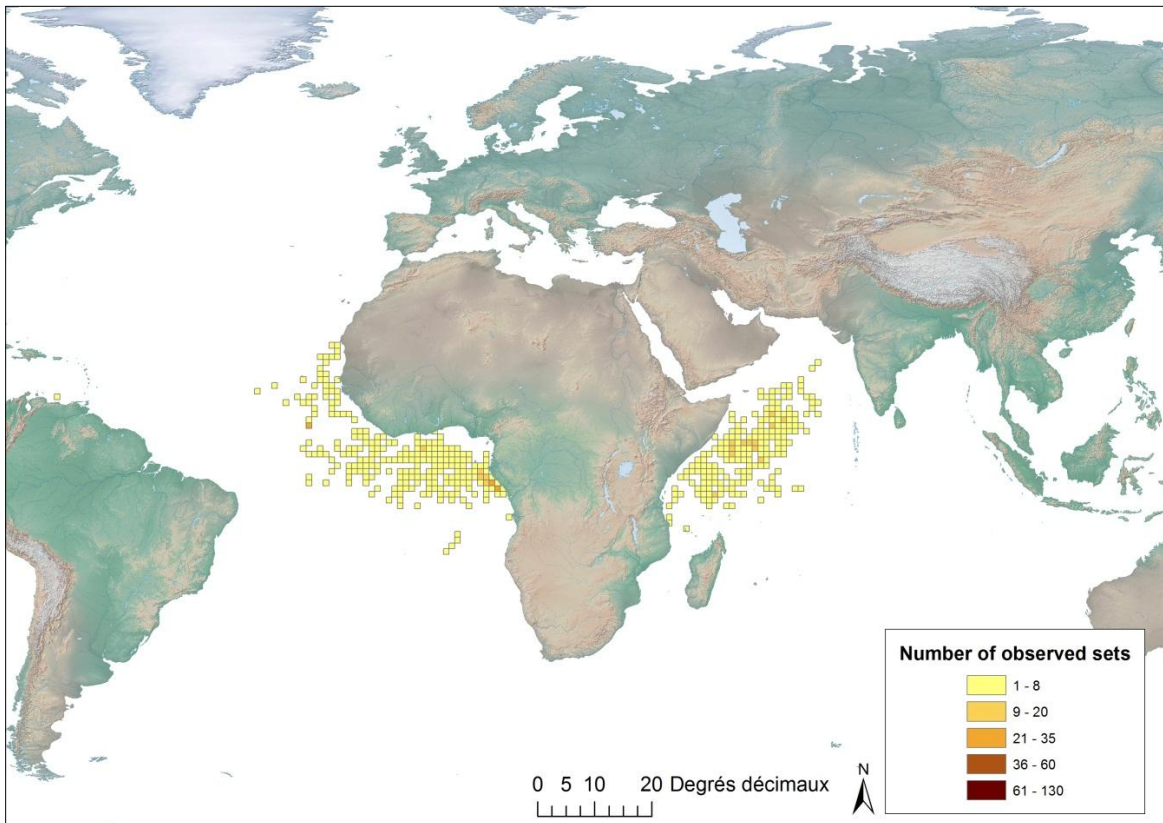 Number of observed sets
1 - 8
9 - 20
21 - 35
36 - 60
61 - 130
0 5 10 20 Degrés décimaux
N